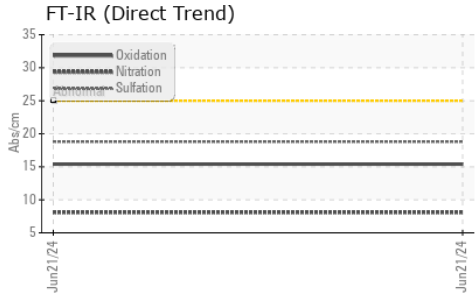 FT-IR (Direct Trend)
35
30
25
20
15
10
5
Abs/cm
Oxidation
Nitration
Sulfation
Abnormal
Jun21/24
Jun21/24